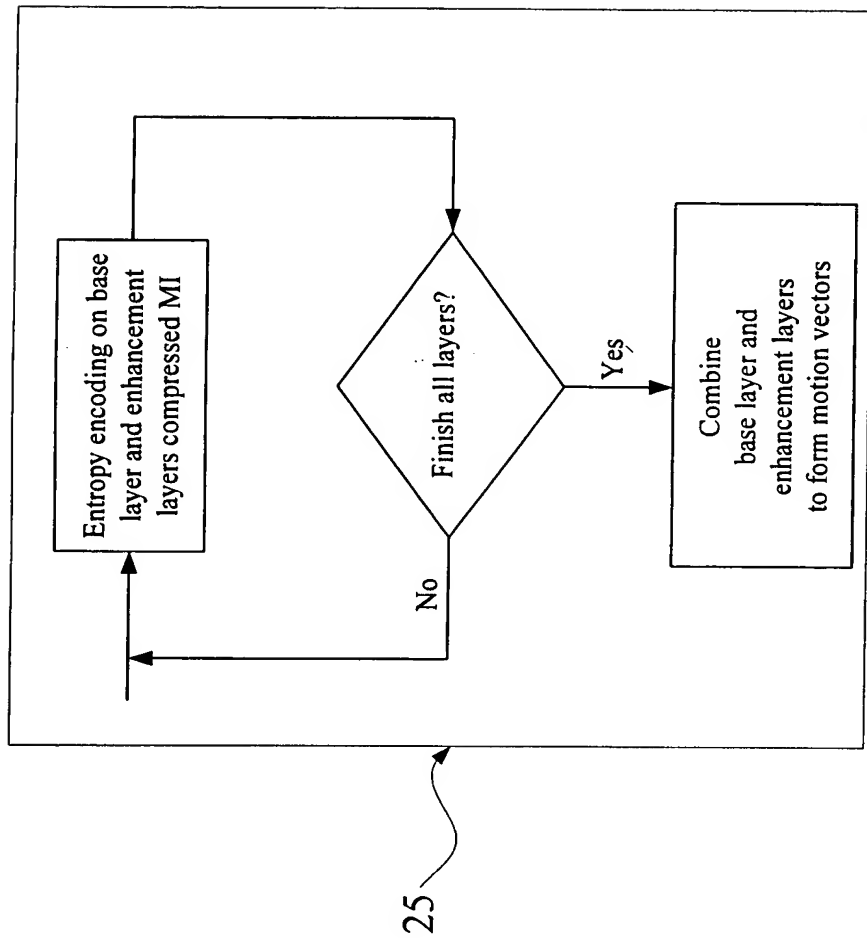 Entropy encoding on base
layer and enhancement
layers compressed MI
Finish all layers?
No
Yes
Combine
base layer and
enhancement layers
to form motion vectors
25